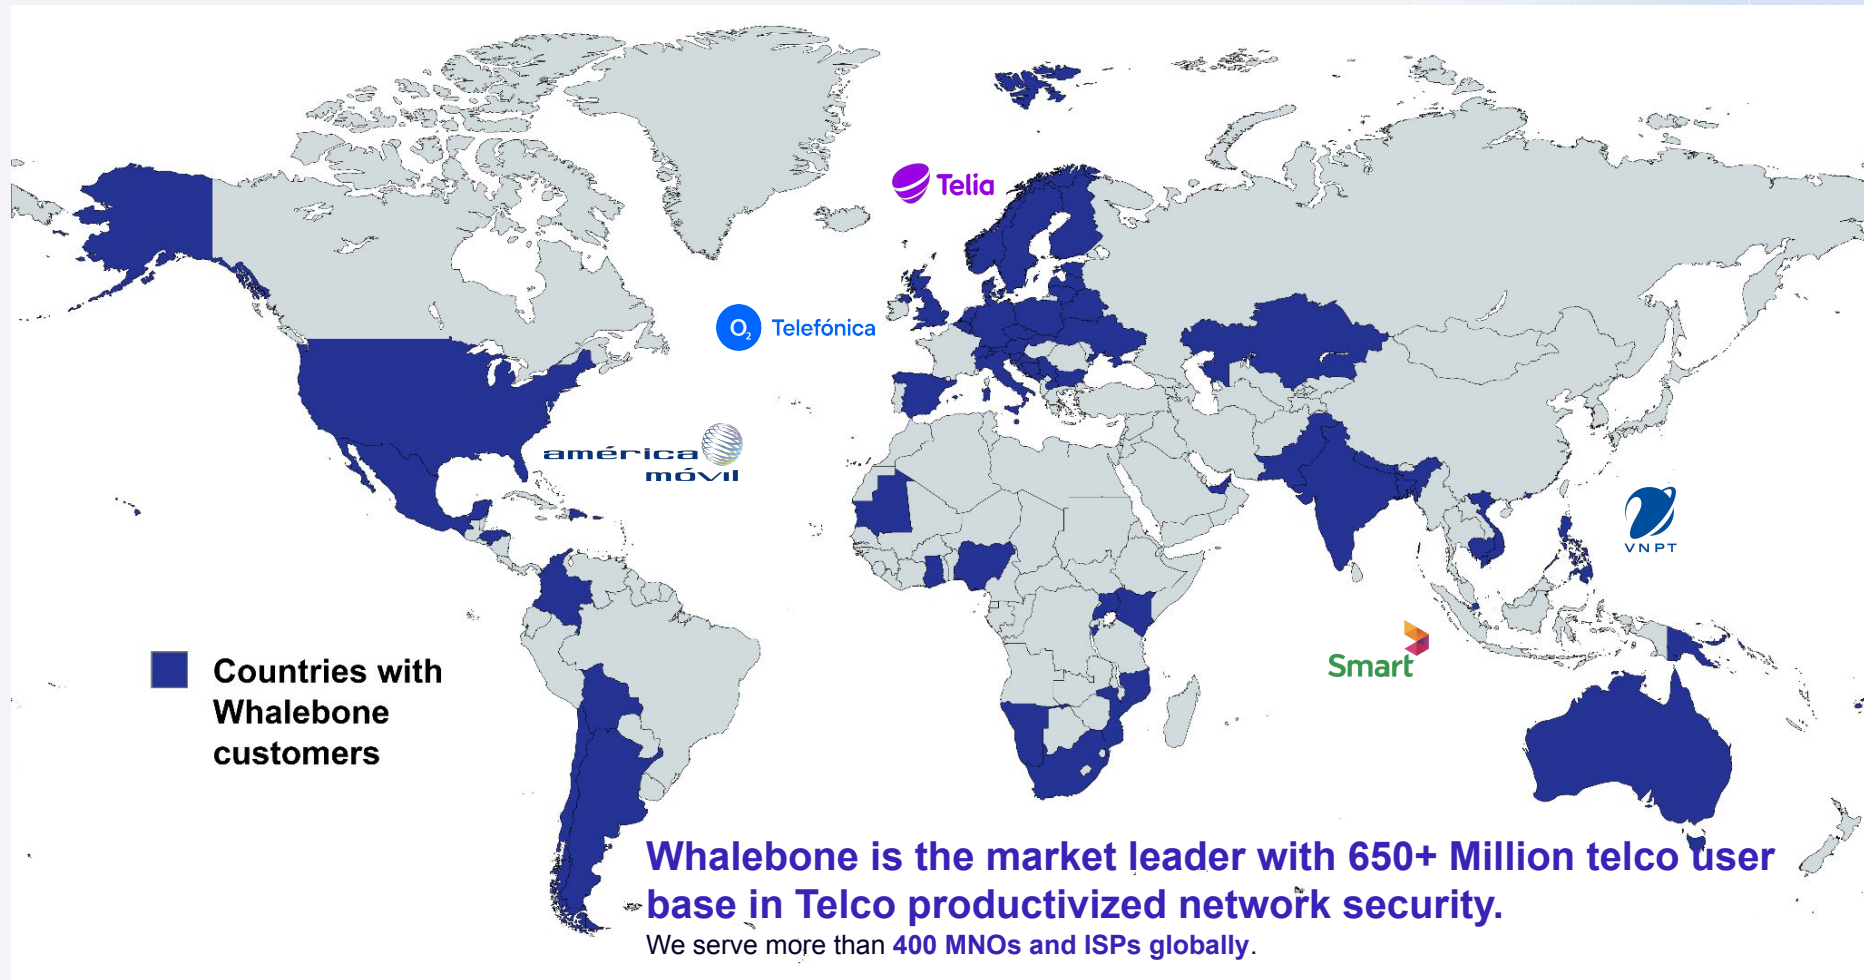 Telia
O2 Telefónica
américa
móvil
VNPT
Smart
Countries with
Whalebone
customers
Whalebone is the market leader with 650+ Million telco user
base in Telco productivized network security.
We serve more than 400 MNOs and ISPs globally.